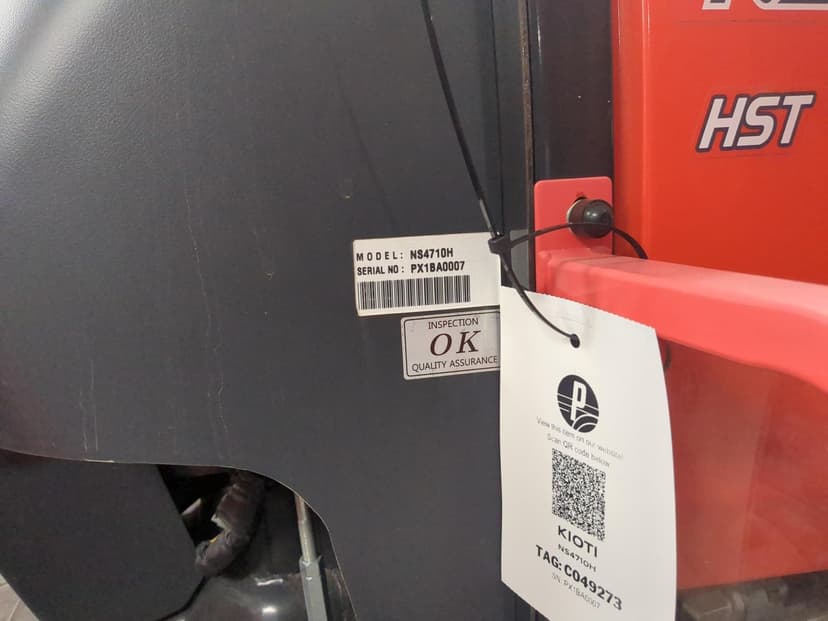 HST
MODEL: NS4710H
SERIAL NO: PX1BA0007
INSPECTION
OK
QUALITY ASSURANCE
P
View this item on our website!
Scan QR code below
KIOTI
NS4710H
TAG: C049273
SN: PX1BA0007